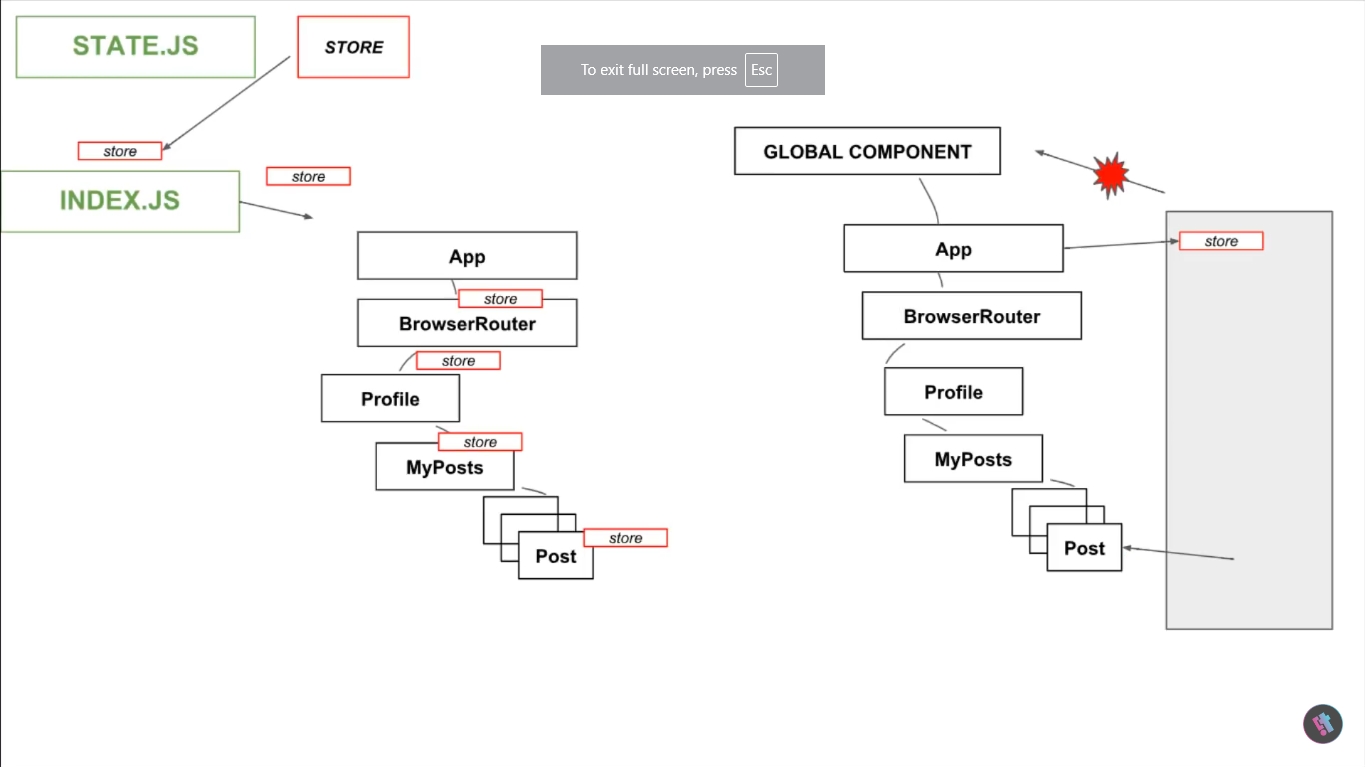 STATE.JS
STORE
To exit full screen, press Esc
store
INDEX.JS
store
App
store
BrowserRouter
store
Profile
store
MyPosts
store
Post
GLOBAL COMPONENT
App
store
BrowserRouter
Profile
MyPosts
Post